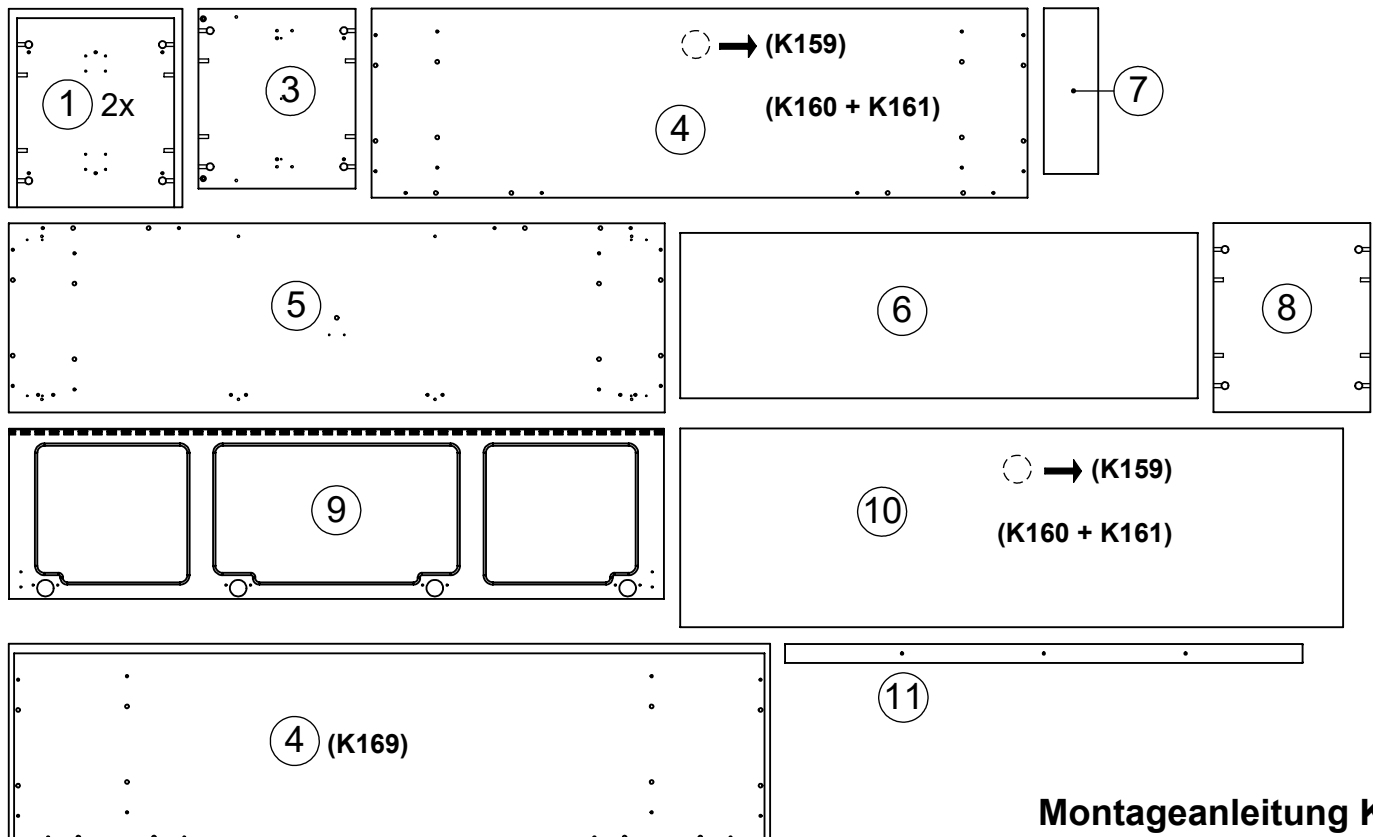 1 2x
3
(K159)
(K160 + K161)
4
7
5
6
8
9
(K159)
10
(K160 + K161)
11
4 (K169)
Montageanleitung K